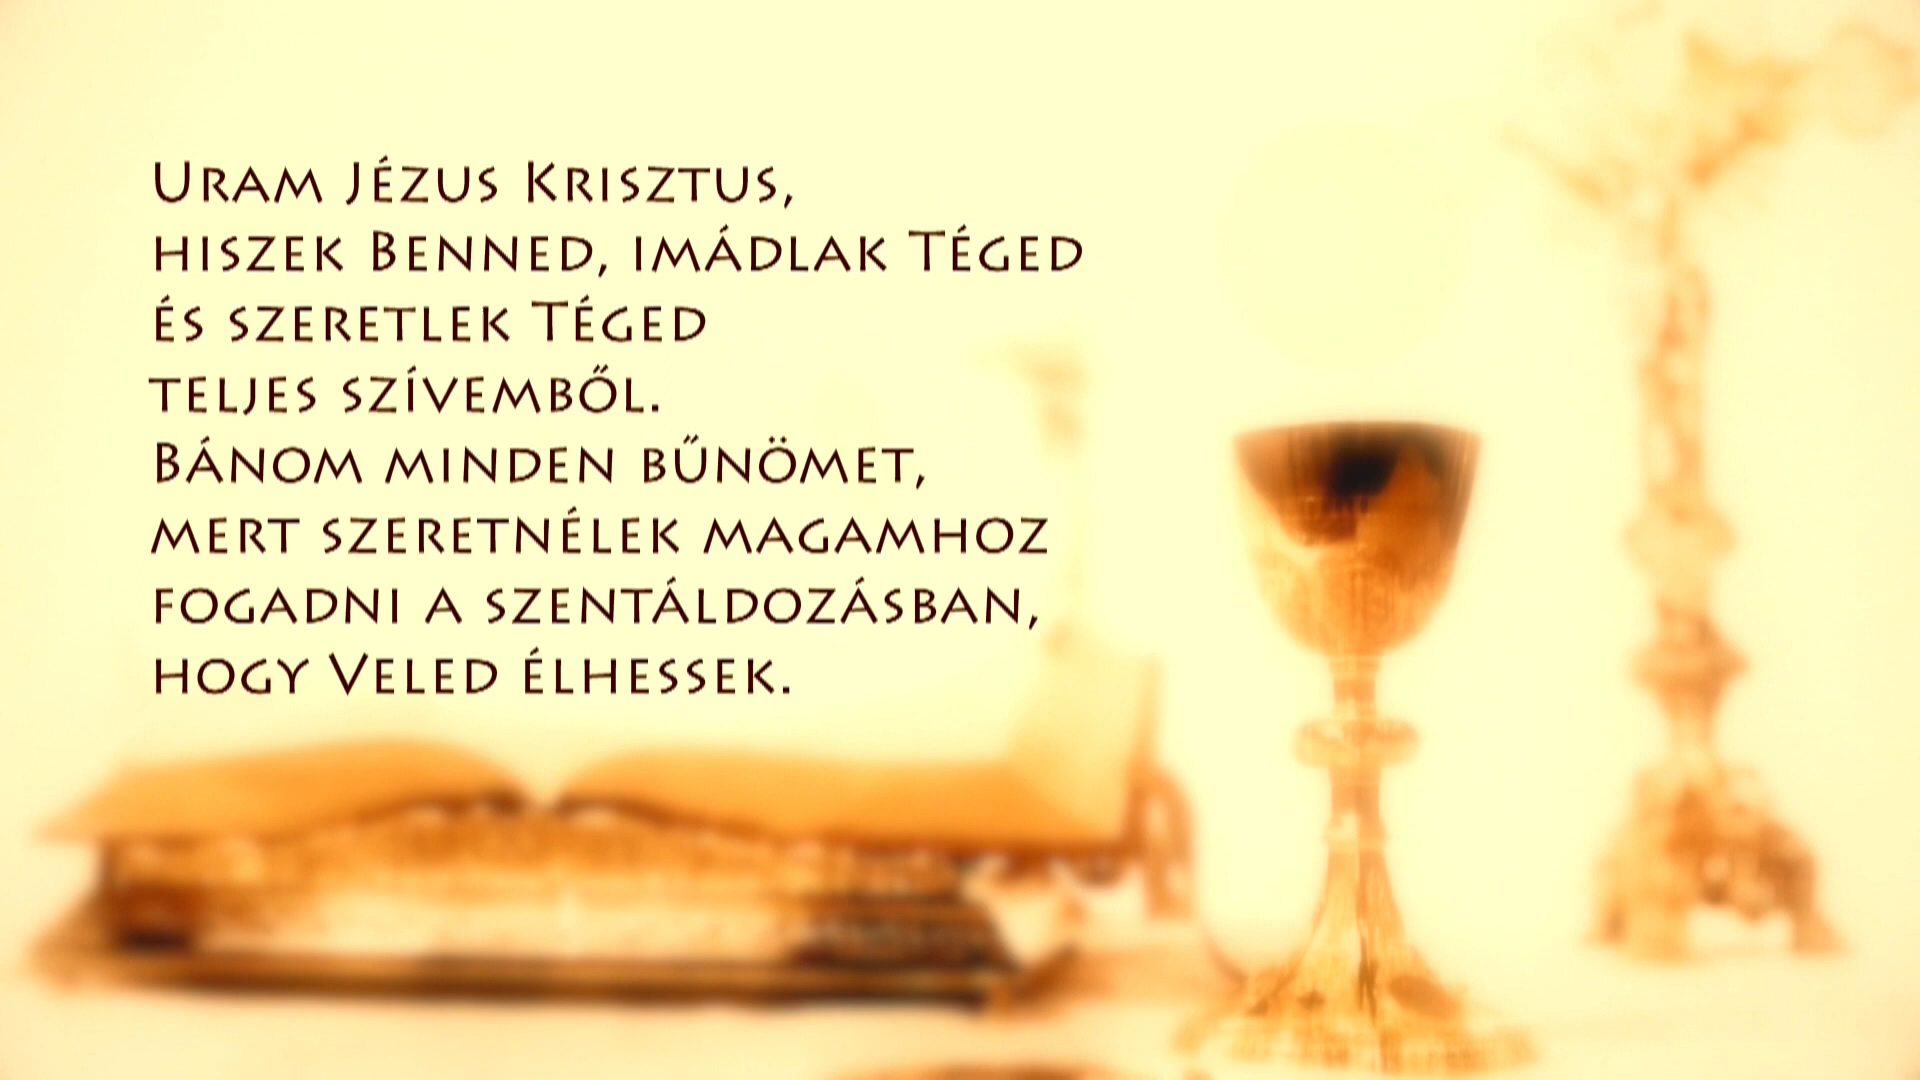 Uram Jézus Krisztus,
hiszek Benned, imádlak Téged
és szeretlek Téged
teljes szívemből.
Bánom minden bűnömet,
mert szeretnélek magamhoz
fogadni a szentáldozásban,
hogy Veled élhessek.